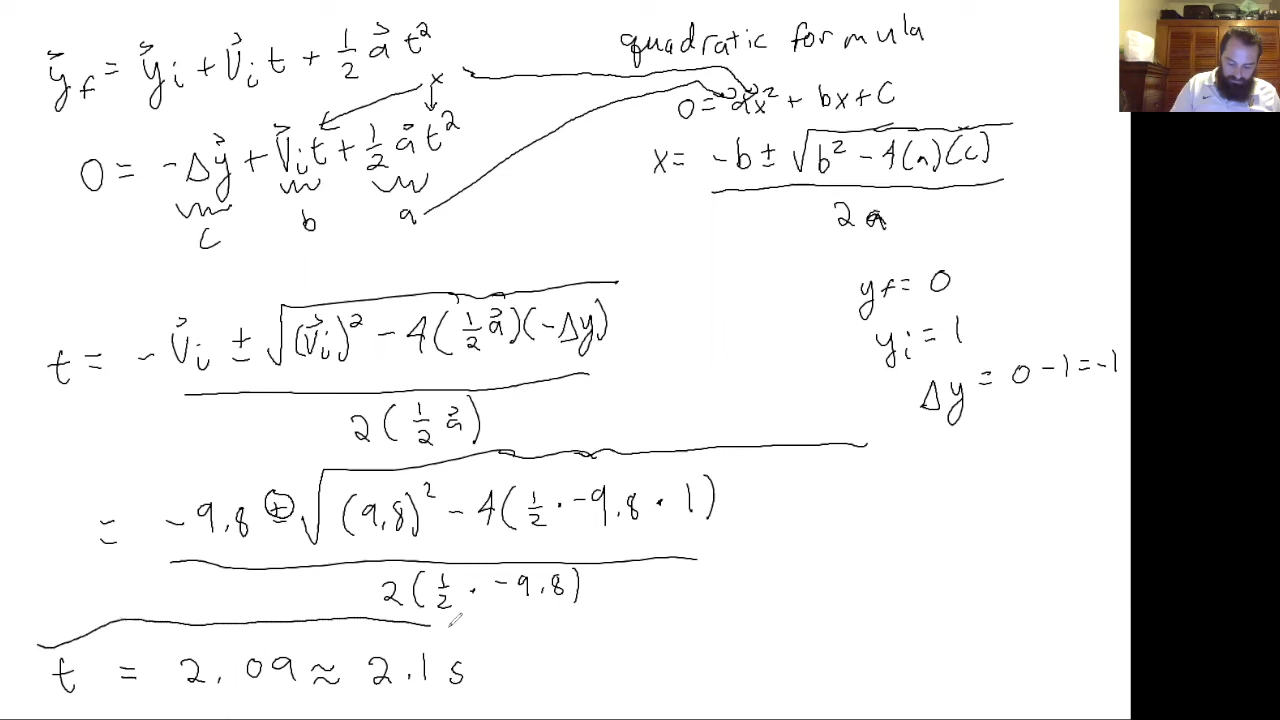 y⃗f = y⃗i + V⃗i t + 1/2 a⃗ t²
x
0 = -Δy⃗ + V⃗i t + 1/2 a⃗ t²
c b a
quadratic formula
0 = ax² + bx + c
x = (-b ± √(b² - 4(a)(c))) / 2a
t = (-V⃗i ± √((V⃗i)² - 4(1/2 a⃗)(-Δy))) / 2(1/2 a⃗)
yf = 0
yi = 1
Δy = 0 - 1 = -1
= (-9.8 ± √((9.8)² - 4(1/2 · -9.8 · 1))) / 2(1/2 · -9.8)
t = 2.09 ≈ 2.1 s